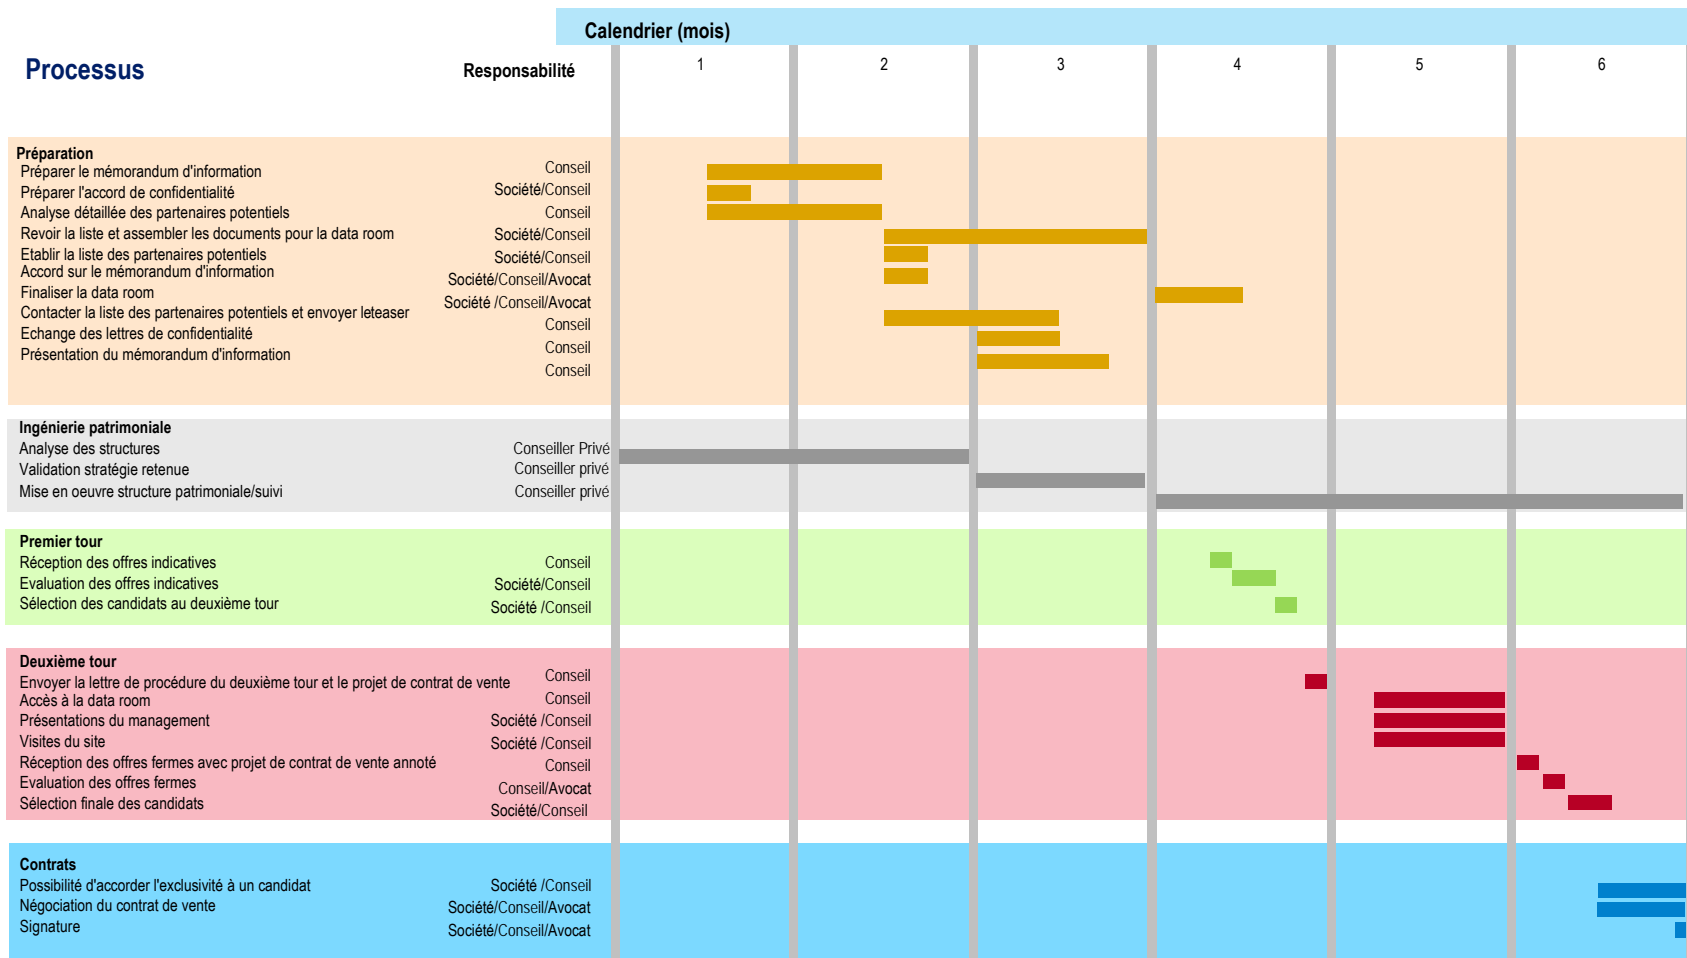 Calendrier (mois)
Processus Responsabilité 1 2 3 4 5 6
Préparation
Préparer le mémorandum d'information Conseil
Préparer l'accord de confidentialité Société/Conseil
Analyse détaillée des partenaires potentiels Conseil
Revoir la liste et assembler les documents pour la data room Société/Conseil
Etablir la liste des partenaires potentiels Société/Conseil
Accord sur le mémorandum d'information Société/Conseil/Avocat
Finaliser la data room Société /Conseil/Avocat
Contacter la liste des partenaires potentiels et envoyer leteaser Conseil
Echange des lettres de confidentialité Conseil
Présentation du mémorandum d'information Conseil
Ingénierie patrimoniale
Analyse des structures Conseiller Privé
Validation stratégie retenue Conseiller privé
Mise en oeuvre structure patrimoniale/suivi Conseiller privé
Premier tour
Réception des offres indicatives Conseil
Evaluation des offres indicatives Société/Conseil
Sélection des candidats au deuxième tour Société /Conseil
Deuxième tour
Envoyer la lettre de procédure du deuxième tour et le projet de contrat de vente Conseil
Accès à la data room Conseil
Présentations du management Société /Conseil
Visites du site Société /Conseil
Réception des offres fermes avec projet de contrat de vente annoté Conseil
Evaluation des offres fermes Conseil/Avocat
Sélection finale des candidats Société/Conseil
Contrats
Possibilité d'accorder l'exclusivité à un candidat Société /Conseil
Négociation du contrat de vente Société/Conseil/Avocat
Signature Société/Conseil/Avocat